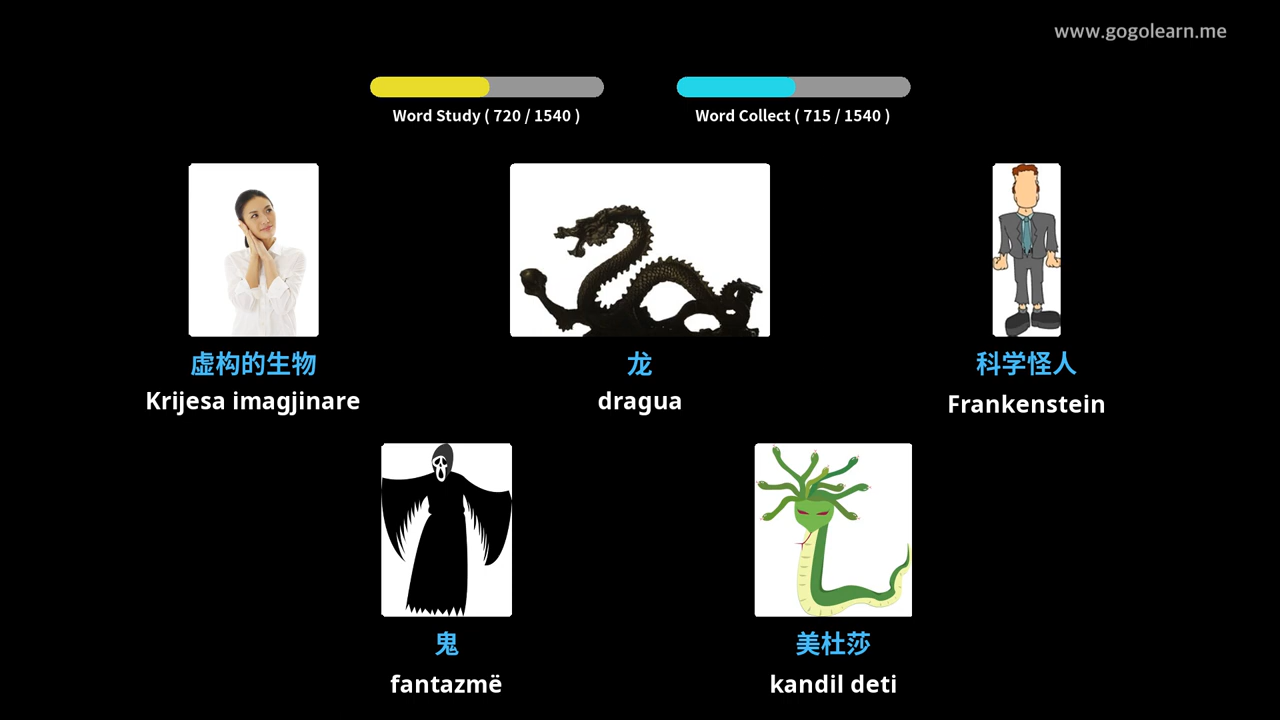 www.gogolearn.me
Word Study ( 720 / 1540 )
Word Collect ( 715 / 1540 )
虚构的生物
Krijesa imagjinare
龙
dragua
科学怪人
Frankenstein
鬼
fantazmë
美杜莎
kandil deti